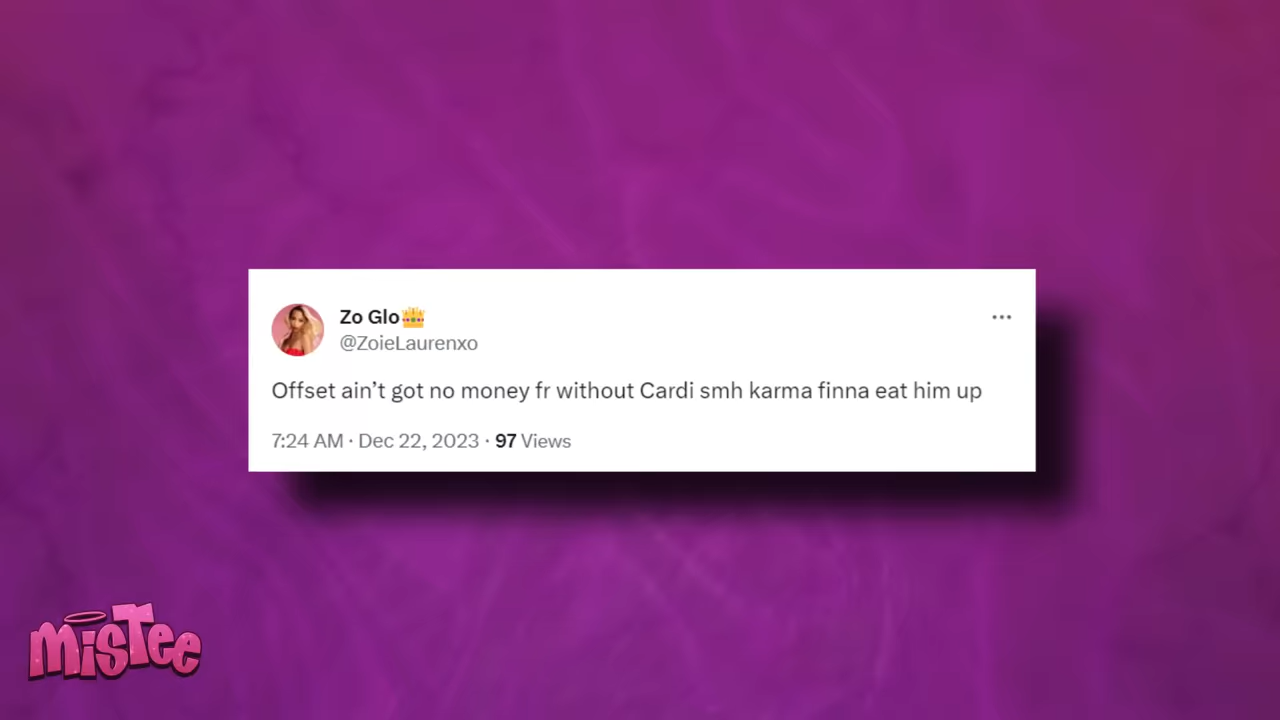 Zo Glo👑
@ZoieLaurenxo
Offset ain’t got no money fr without Cardi smh karma finna eat him up
7:24 AM · Dec 22, 2023 · 97 Views
MisTee